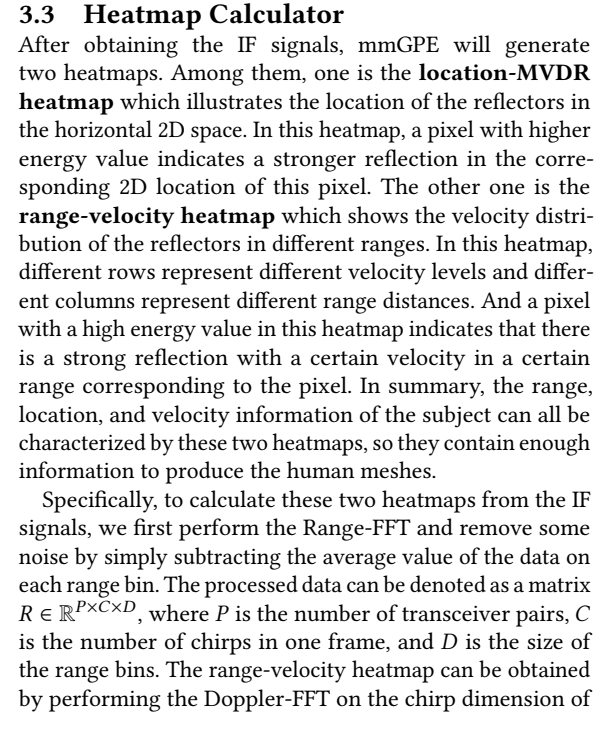 3.3 Heatmap Calculator
After obtaining the IF signals, mmGPE will generate
two heatmaps. Among them, one is the location-MVDR
heatmap which illustrates the location of the reflectors in
the horizontal 2D space. In this heatmap, a pixel with higher
energy value indicates a stronger reflection in the corre-
sponding 2D location of this pixel. The other one is the
range-velocity heatmap which shows the velocity distri-
bution of the reflectors in different ranges. In this heatmap,
different rows represent different velocity levels and differ-
ent columns represent different range distances. And a pixel
with a high energy value in this heatmap indicates that there
is a strong reflection with a certain velocity in a certain
range corresponding to the pixel. In summary, the range,
location, and velocity information of the subject can all be
characterized by these two heatmaps, so they contain enough
information to produce the human meshes.
Specifically, to calculate these two heatmaps from the IF
signals, we first perform the Range-FFT and remove some
noise by simply subtracting the average value of the data on
each range bin. The processed data can be denoted as a matrix
R ∈ ℝ^{P×C×D}, where P is the number of transceiver pairs, C
is the number of chirps in one frame, and D is the size of
the range bins. The range-velocity heatmap can be obtained
by performing the Doppler-FFT on the chirp dimension of